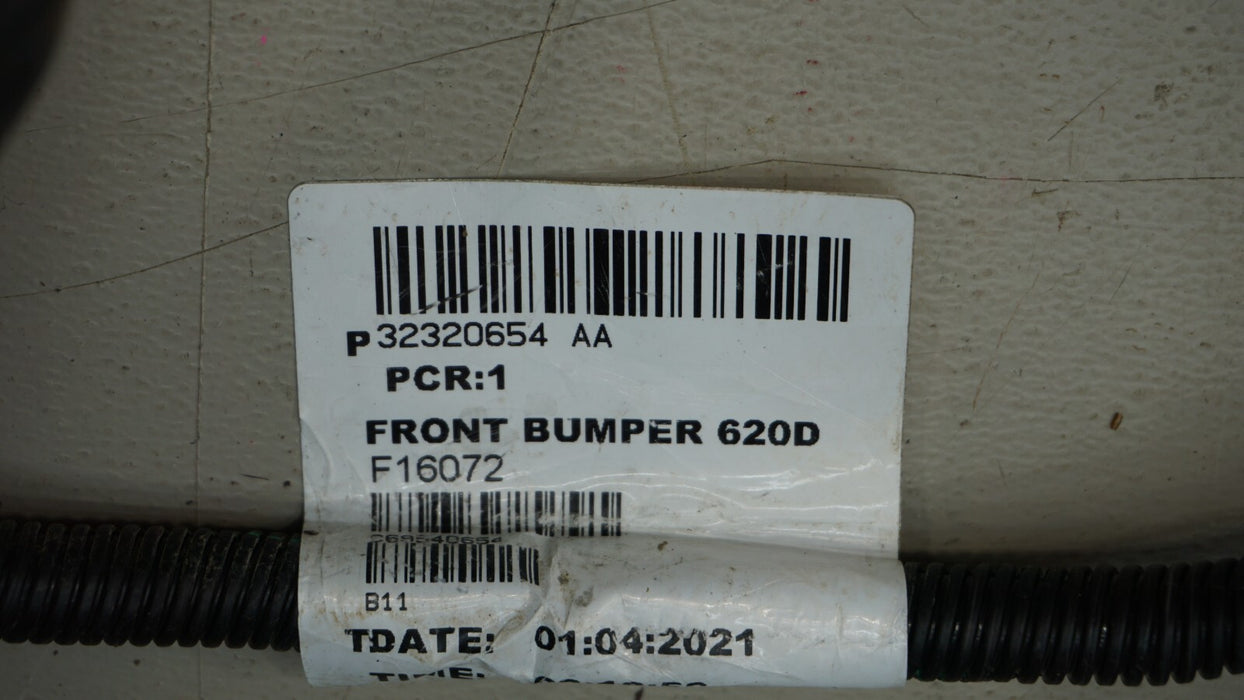 P32320654 AA
PCR:1
FRONT BUMPER 620D
F16072
B11
TDATE: 01:04:2021